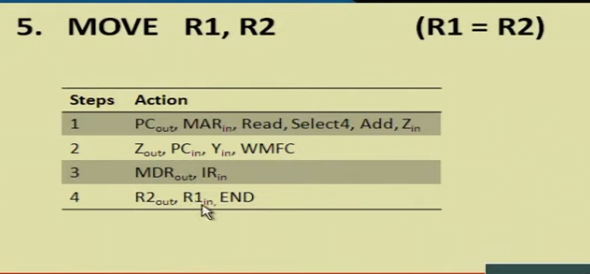 5. MOVE R1, R2 (R1 = R2)
Steps Action
1 PCout, MARin, Read, Select4, Add, Zin
2 Zout, PCin, Yin, WMFC
3 MDRout, IRin
4 R2out, R1in, END